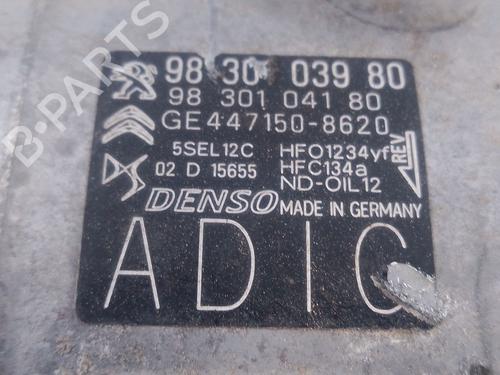 98 30 039 80
98 301 041 80
GE447150-8620
5SEL12C HFO1234yf
02 D 15655 HFC134a
ND-OIL12
REV
DENSO MADE IN GERMANY
ADIC
B-PARTS